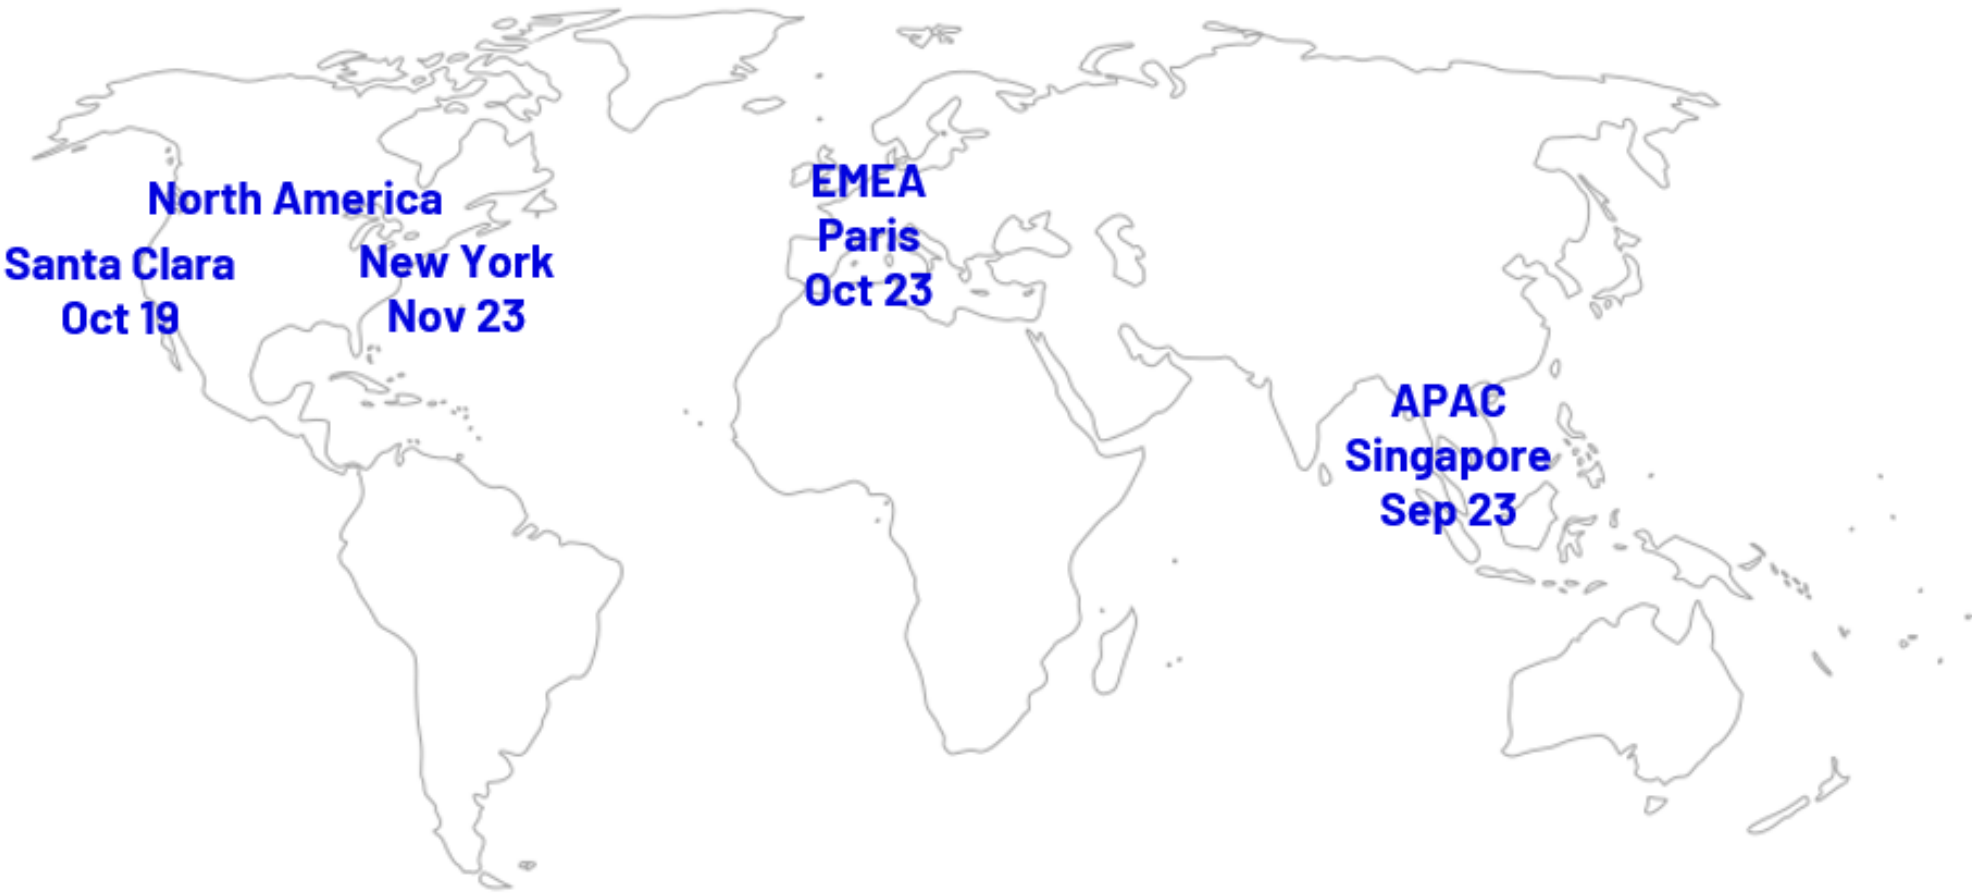 North America
Santa Clara
Oct 19
New York
Nov 23
EMEA
Paris
Oct 23
APAC
Singapore
Sep 23